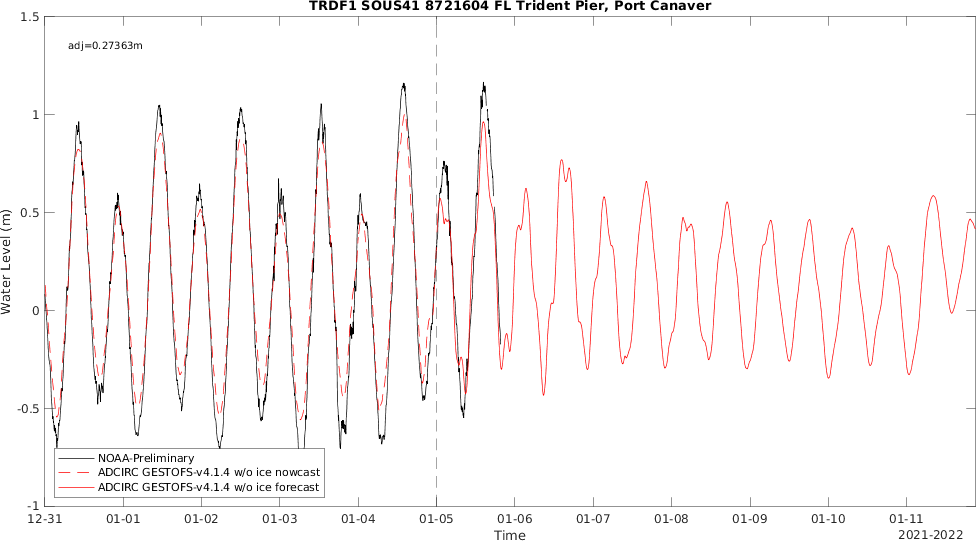 TRDF1 SOUS41 8721604 FL Trident Pier, Port Canaver
adj=0.27363m
1.5
1
0.5
0
-0.5
-1
Water Level (m)
NOAA-Preliminary
ADCIRC GESTOFS-v4.1.4 w/o ice nowcast
ADCIRC GESTOFS-v4.1.4 w/o ice forecast
12-31 01-01 01-02 01-03 01-04 01-05 01-06 01-07 01-08 01-09 01-10 01-11
Time
2021-2022